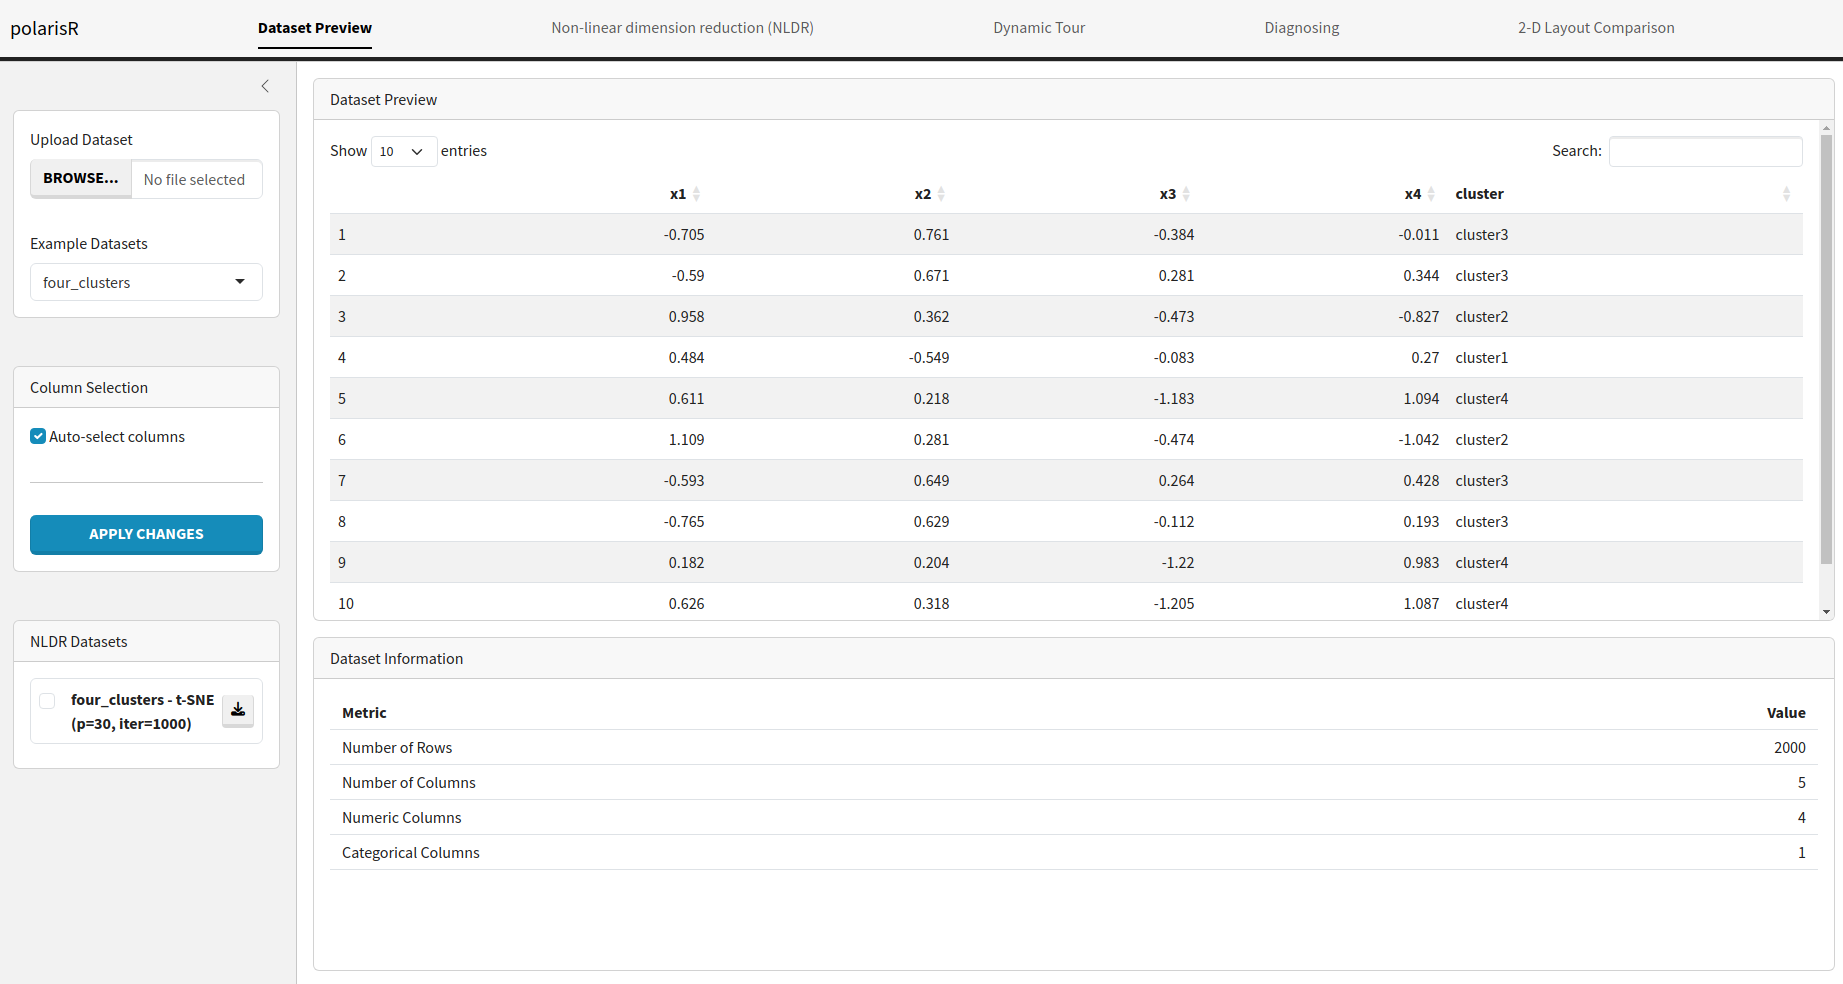 polarisR
Dataset Preview
Non-linear dimension reduction (NLDR)
Dynamic Tour
Diagnosing
2-D Layout Comparison
Upload Dataset
BROWSE... No file selected
Example Datasets
four_clusters
Column Selection
Auto-select columns
APPLY CHANGES
NLDR Datasets
four_clusters - t-SNE
(p=30, iter=1000)
Dataset Preview
Show 10 entries
Search:
x1 x2 x3 x4 cluster
1 -0.705 0.761 -0.384 -0.011 cluster3
2 -0.59 0.671 0.281 0.344 cluster3
3 0.958 0.362 -0.473 -0.827 cluster2
4 0.484 -0.549 -0.083 0.27 cluster1
5 0.611 0.218 -1.183 1.094 cluster4
6 1.109 0.281 -0.474 -1.042 cluster2
7 -0.593 0.649 0.264 0.428 cluster3
8 -0.765 0.629 -0.112 0.193 cluster3
9 0.182 0.204 -1.22 0.983 cluster4
10 0.626 0.318 -1.205 1.087 cluster4
Dataset Information
Metric Value
Number of Rows 2000
Number of Columns 5
Numeric Columns 4
Categorical Columns 1